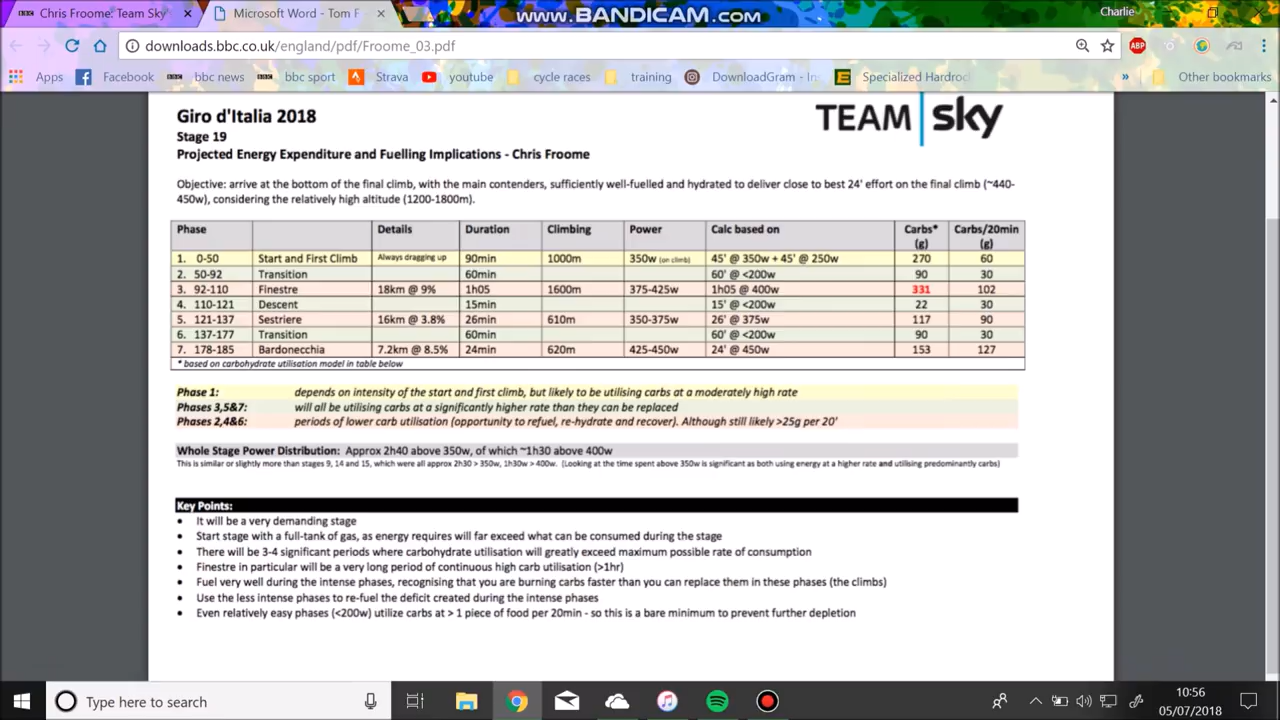 Chris Froome: Team Sky
Microsoft Word - Tom F
www.BANDICAM.com
Charlie
downloads.bbc.co.uk/england/pdf/Froome_03.pdf
ABP
Apps Facebook bbc news bbc sport Strava youtube cycle races training DownloadGram - In Specialized Hardroc » Other bookmarks
Giro d'Italia 2018
TEAM sky
Stage 19
Projected Energy Expenditure and Fuelling Implications - Chris Froome
Objective: arrive at the bottom of the final climb, with the main contenders, sufficiently well-fuelled and hydrated to deliver close to best 24' effort on the final climb (~440-
450w), considering the relatively high altitude (1200-1800m).
Phase Details Duration Climbing Power Calc based on Carbs* (g) Carbs/20min (g)
1. 0-50 Start and First Climb Always dragging up 90min 1000m 350w (on climb) 45' @ 350w + 45' @ 250w 270 60
2. 50-92 Transition 60min 60' @ <200w 90 30
3. 92-110 Finestre 18km @ 9% 1h05 1600m 375-425w 1h05 @ 400w 331 102
4. 110-121 Descent 15min 15' @ <200w 22 30
5. 121-137 Sestriere 16km @ 3.8% 26min 610m 350-375w 26' @ 375w 117 90
6. 137-177 Transition 60min 60' @ <200w 90 30
7. 178-185 Bardonecchia 7.2km @ 8.5% 24min 620m 425-450w 24' @ 450w 153 127
* based on carbohydrate utilisation model in table below
Phase 1: depends on intensity of the start and first climb, but likely to be utilising carbs at a moderately high rate
Phases 3,5&7: will all be utilising carbs at a significantly higher rate than they can be replaced
Phases 2,4&6: periods of lower carb utilisation (opportunity to refuel, re-hydrate and recover). Although still likely >25g per 20'
Whole Stage Power Distribution: Approx 2h40 above 350w, of which ~1h30 above 400w
This is similar or slightly more than stages 9, 14 and 15, which were all approx 2h30 > 350w, 1h30w > 400w. (Looking at the time spent above 350w is significant as both using energy at a higher rate and utilising predominantly carbs)
Key Points:
• It will be a very demanding stage
• Start stage with a full-tank of gas, as energy requires will far exceed what can be consumed during the stage
• There will be 3-4 significant periods where carbohydrate utilisation will greatly exceed maximum possible rate of consumption
• Finestre in particular will be a very long period of continuous high carb utilisation (>1hr)
• Fuel very well during the intense phases, recognising that you are burning carbs faster than you can replace them in these phases (the climbs)
• Use the less intense phases to re-fuel the deficit created during the intense phases
• Even relatively easy phases (<200w) utilize carbs at > 1 piece of food per 20min - so this is a bare minimum to prevent further depletion
Type here to search
10:56
05/07/2018